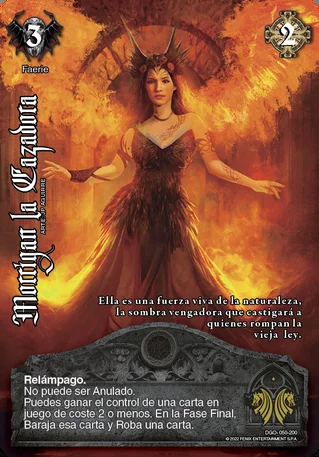 3
2
Faerie
Morrigan la Cazadora
ARTE: J. AGUIRRE
Ella es una fuerza viva de la naturaleza,
la sombra vengadora que castigará a
quienes rompan la
vieja ley.
Relámpago.
No puede ser Anulado.
Puedes ganar el control de una carta en
juego de coste 2 o menos. En la Fase Final,
Baraja esa carta y Roba una carta.
DGO- 050-200
© 2022 FENIX ENTERTAINMENT S.P.A.